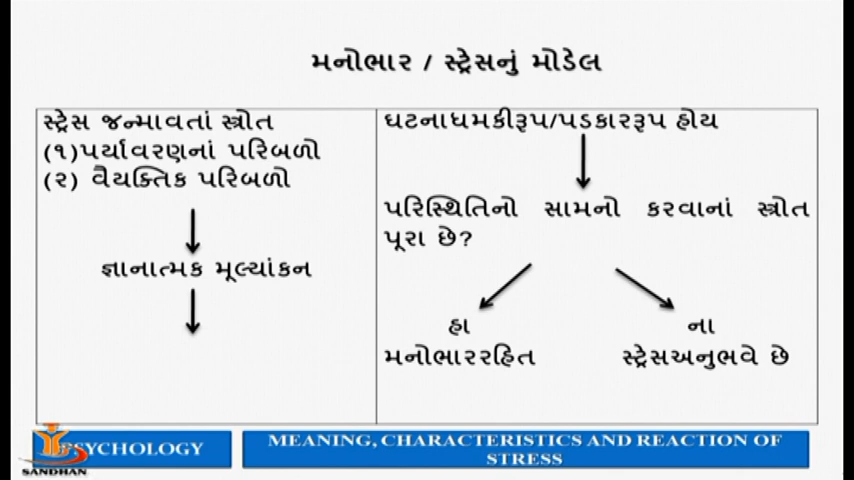 મનોભાર / સ્ટ્રેસનું મોડેલ
સ્ટ્રેસ જન્માવતાં સ્ત્રોત
(૧)પર્યાવરણનાં પરિબળો
(૨) વૈયક્તિક પરિબળો
જ્ઞાનાત્મક મૂલ્યાંકન
ઘટનાધમકીરૂપ/પડકારરૂપ હોય
પરિસ્થિતિનો સામનો કરવાનાં સ્ત્રોત
પૂરા છે?
હા
મનોભારરહિત
ના
સ્ટ્રેસઅનુભવે છે
PSYCHOLOGY
SANDHAN
MEANING, CHARACTERISTICS AND REACTION OF
STRESS